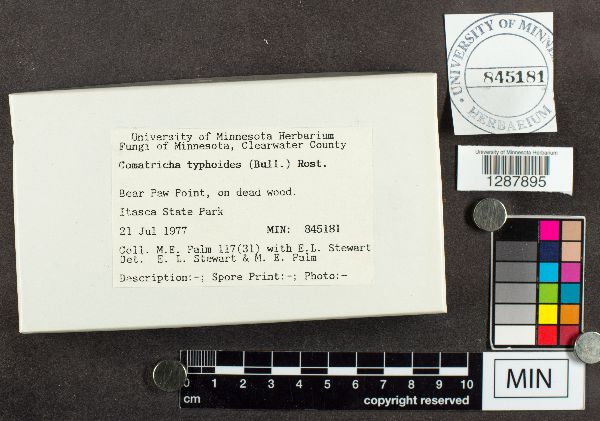 University of Minnesota Herbarium
Fungi of Minnesota, Clearwater County
Comatricha typhoides (Bull.) Rost.
Bear Paw Point, on dead wood.
Itasca State Park
21 Jul 1977 MIN: 845181
Coll. M.E. Palm 117(31) with E.L. Stewart
Det. E. L. Stewart & M. E. Palm
Description:-; Spore Print:-; Photo:-
UNIVERSITY OF MINNE
845181
HERBARIUM
University of Minnesota Herbarium
1287895
0 1 2 3 4 5 6 7 8 9 10
cm copyright reserved
MIN